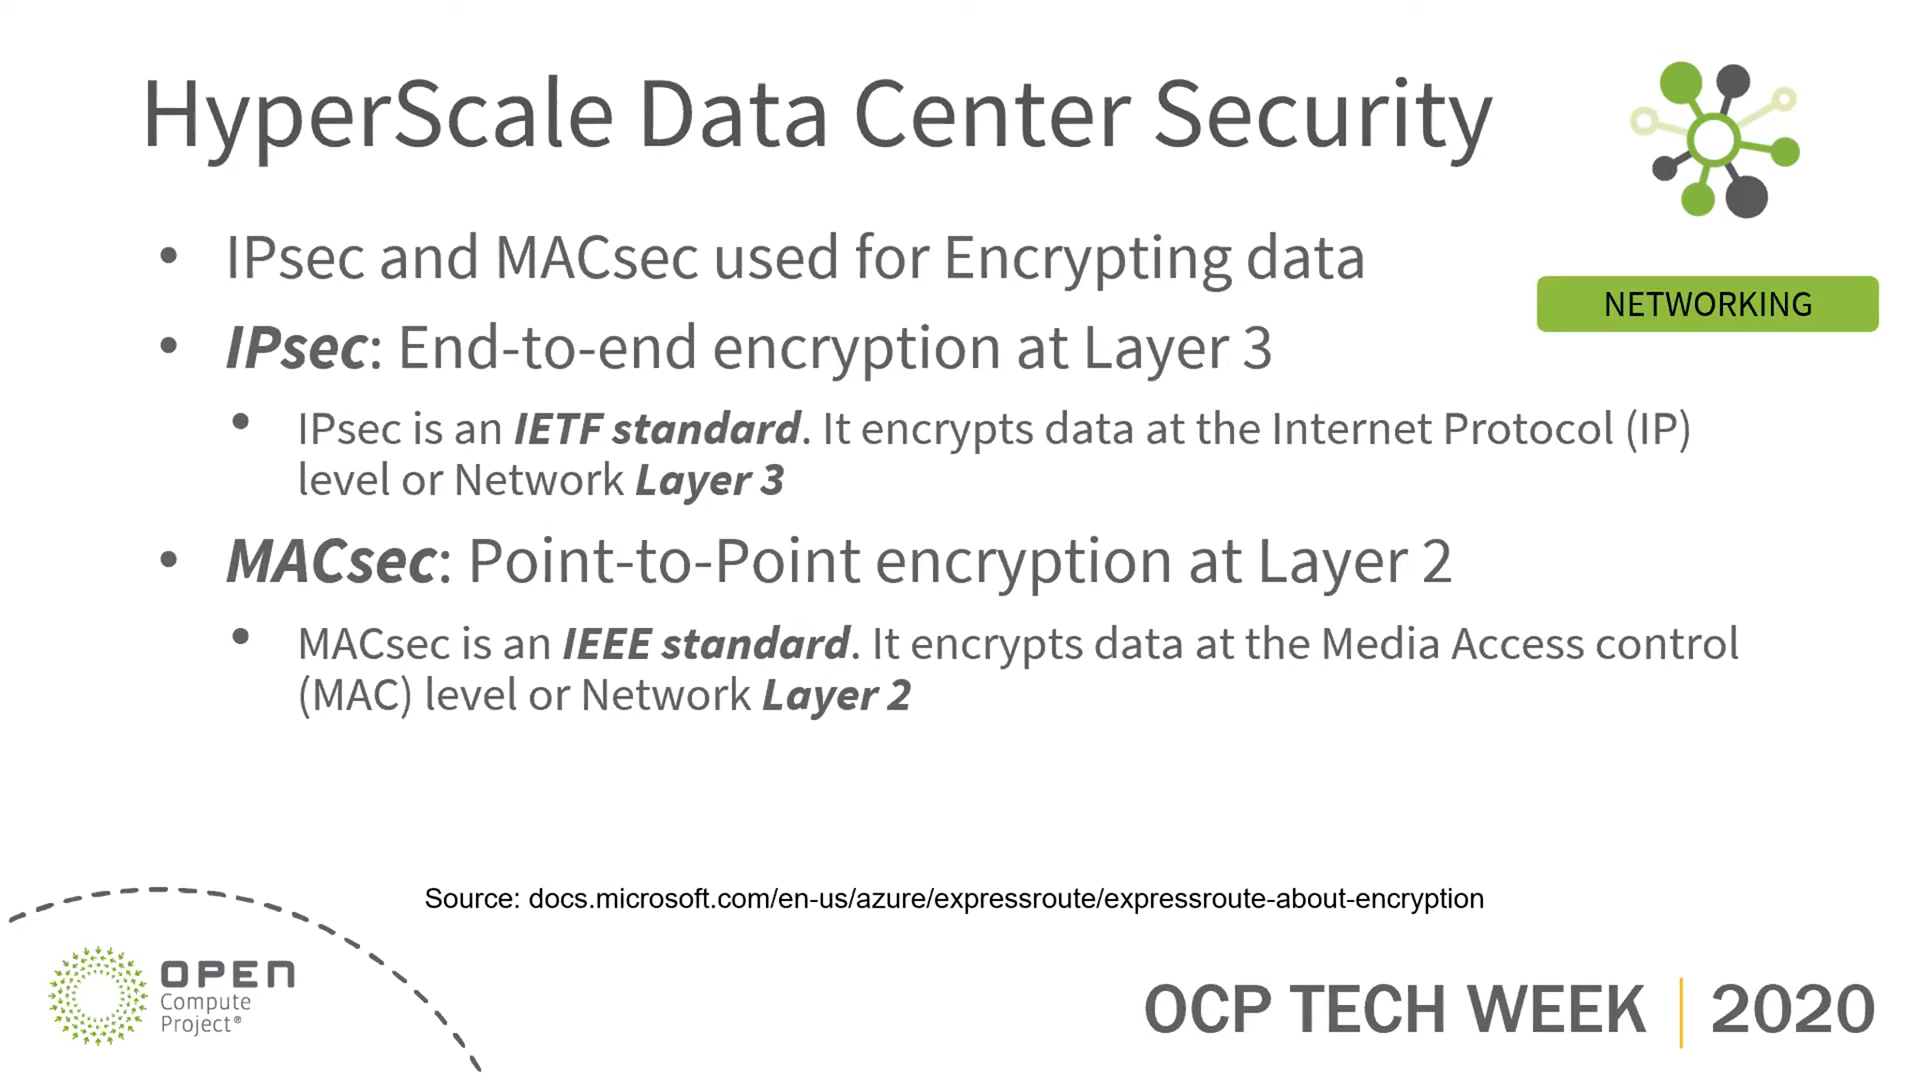 HyperScale Data Center Security
• IPsec and MACsec used for Encrypting data
NETWORKING
• IPsec: End-to-end encryption at Layer 3
• IPsec is an IETF standard. It encrypts data at the Internet Protocol (IP)
level or Network Layer 3
• MACsec: Point-to-Point encryption at Layer 2
• MACsec is an IEEE standard. It encrypts data at the Media Access control
(MAC) level or Network Layer 2
Source: docs.microsoft.com/en-us/azure/expressroute/expressroute-about-encryption
OPEN
Compute
Project®
OCP TECH WEEK | 2020